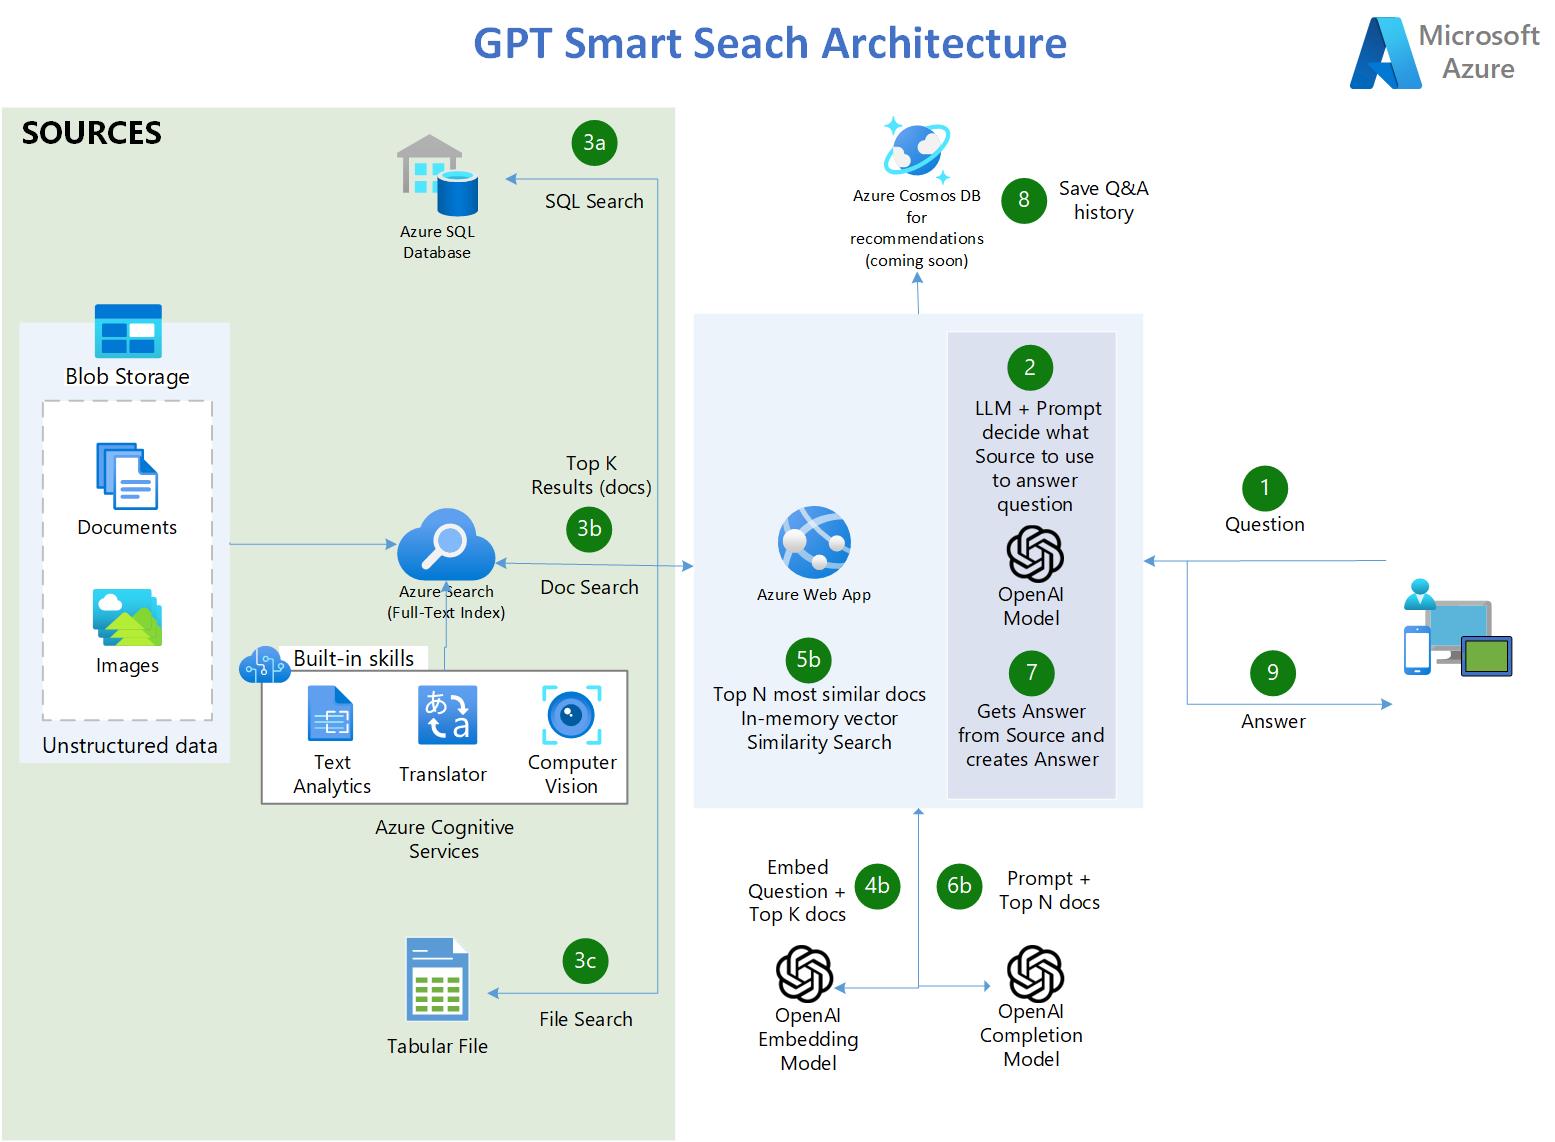 GPT Smart Seach Architecture
Microsoft
Azure
SOURCES
3a
SQL Search
Azure SQL
Database
Azure Cosmos DB
for
recommendations
(coming soon)
8
Save Q&A
history
Blob Storage
Documents
Images
Unstructured data
Top K
Results (docs)
3b
Doc Search
Azure Search
(Full-Text Index)
Built-in skills
Text
Analytics
Translator
あ
a
Computer
Vision
Azure Cognitive
Services
3c
File Search
Tabular File
2
LLM + Prompt
decide what
Source to use
to answer
question
OpenAI
Model
Azure Web App
5b
Top N most similar docs
In-memory vector
Similarity Search
7
Gets Answer
from Source and
creates Answer
1
Question
9
Answer
Embed
Question +
Top K docs
4b
6b
Prompt +
Top N docs
OpenAI
Embedding
Model
OpenAI
Completion
Model